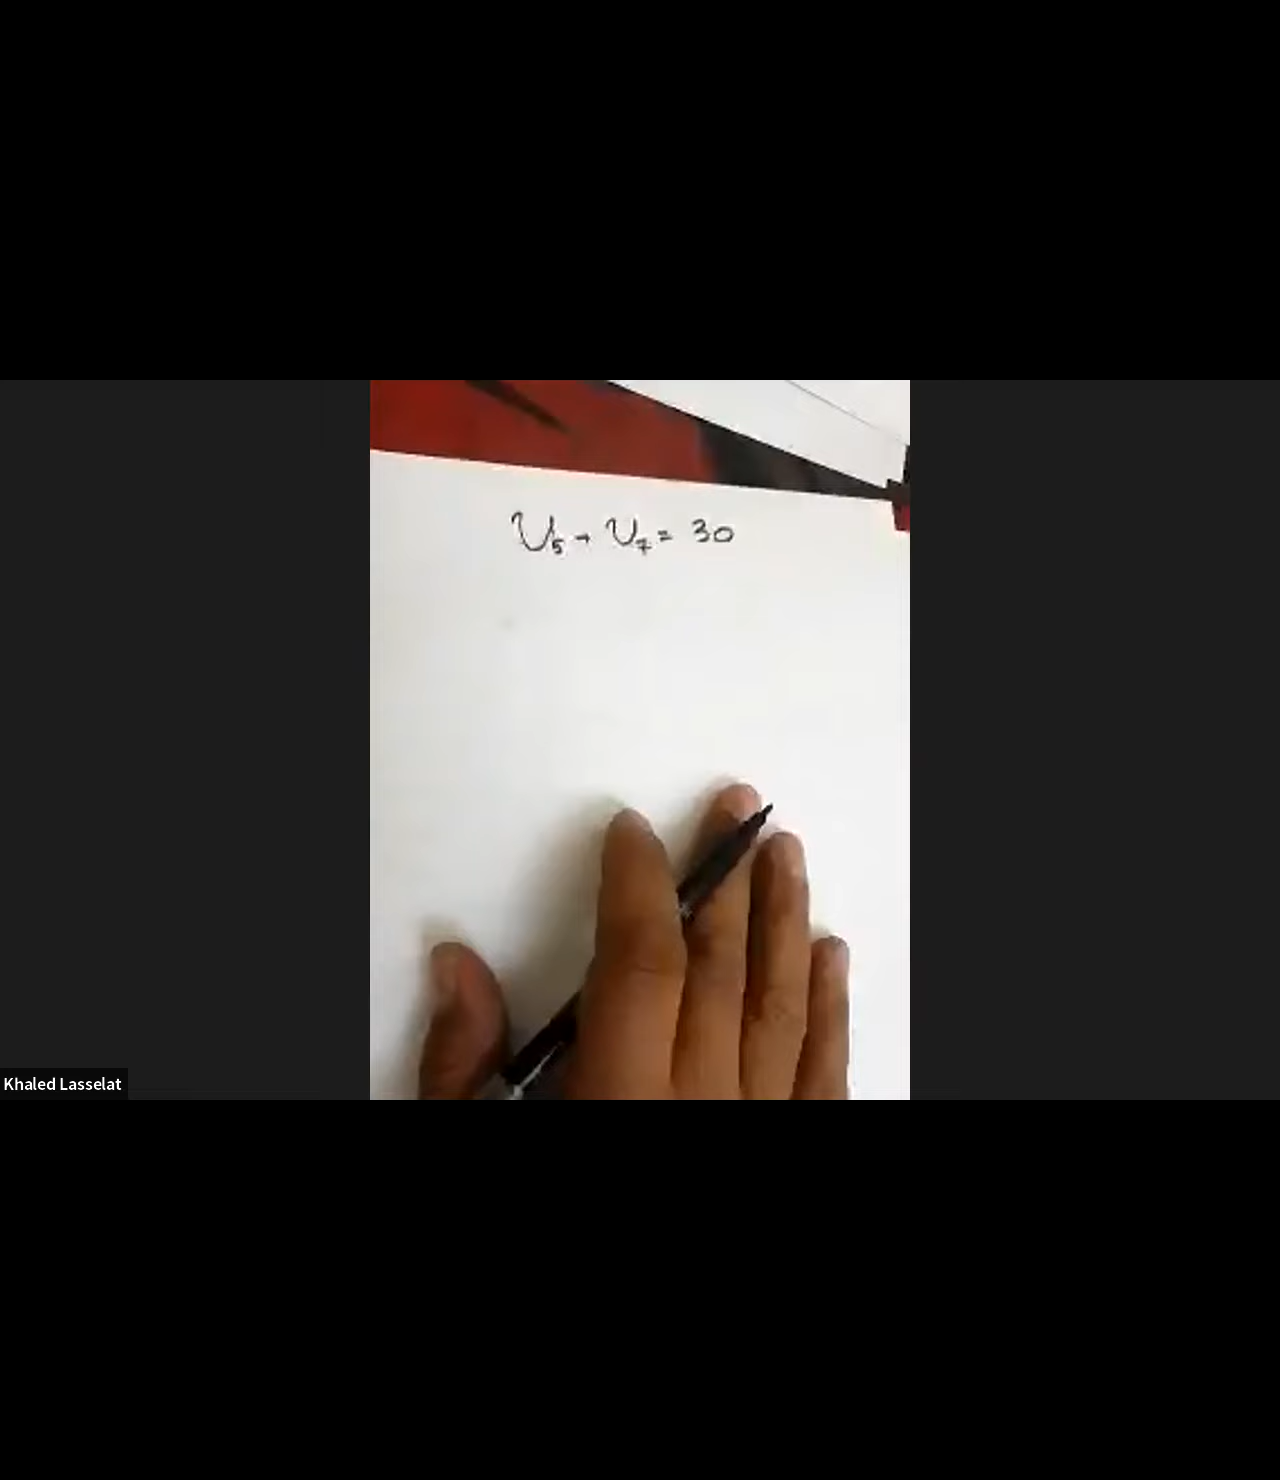 U₅ + U₇ = 30
Khaled Lasselat